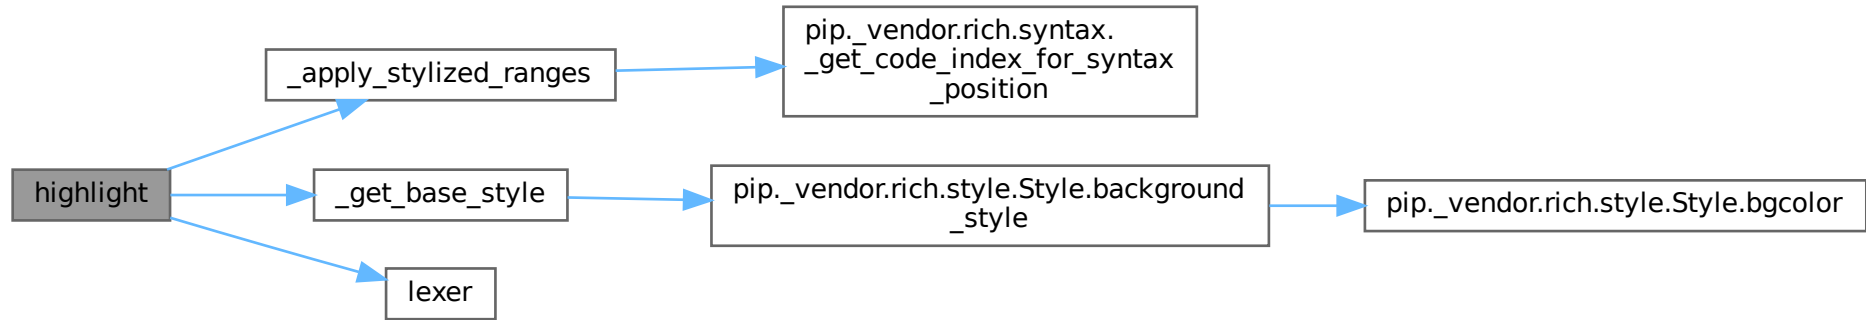 highlight
_apply_stylized_ranges
pip._vendor.rich.syntax.
_get_code_index_for_syntax
_position
_get_base_style
pip._vendor.rich.style.Style.background
_style
pip._vendor.rich.style.Style.bgcolor
lexer